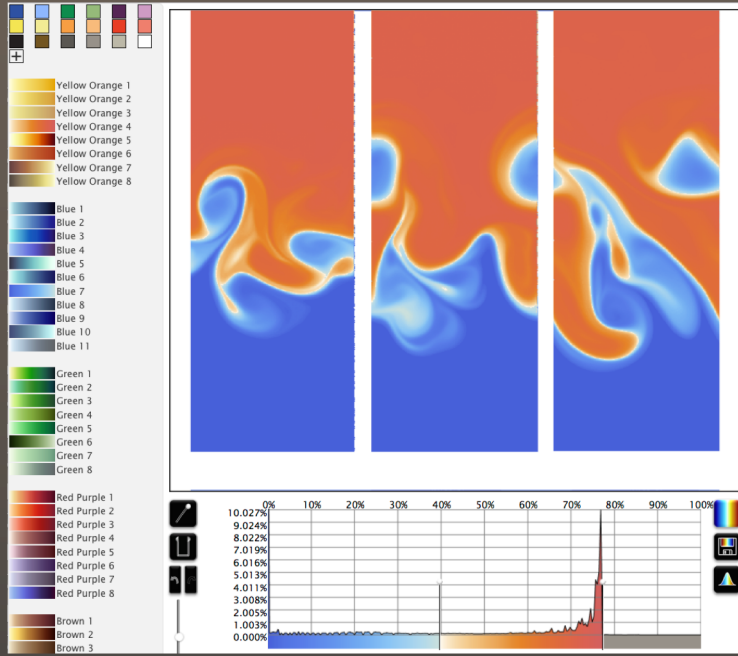 Yellow Orange 1
Yellow Orange 2
Yellow Orange 3
Yellow Orange 4
Yellow Orange 5
Yellow Orange 6
Yellow Orange 7
Yellow Orange 8
Blue 1
Blue 2
Blue 3
Blue 4
Blue 5
Blue 6
Blue 7
Blue 8
Blue 9
Blue 10
Blue 11
Green 1
Green 2
Green 3
Green 4
Green 5
Green 6
Green 7
Green 8
Red Purple 1
Red Purple 2
Red Purple 3
Red Purple 4
Red Purple 5
Red Purple 6
Red Purple 7
Red Purple 8
Brown 1
Brown 2
Brown 3
0% 10% 20% 30% 40% 50% 60% 70% 80% 90% 100%
10.027%
9.024%
8.022%
7.019%
6.016%
5.013%
4.011%
3.008%
2.005%
1.003%
0.000%